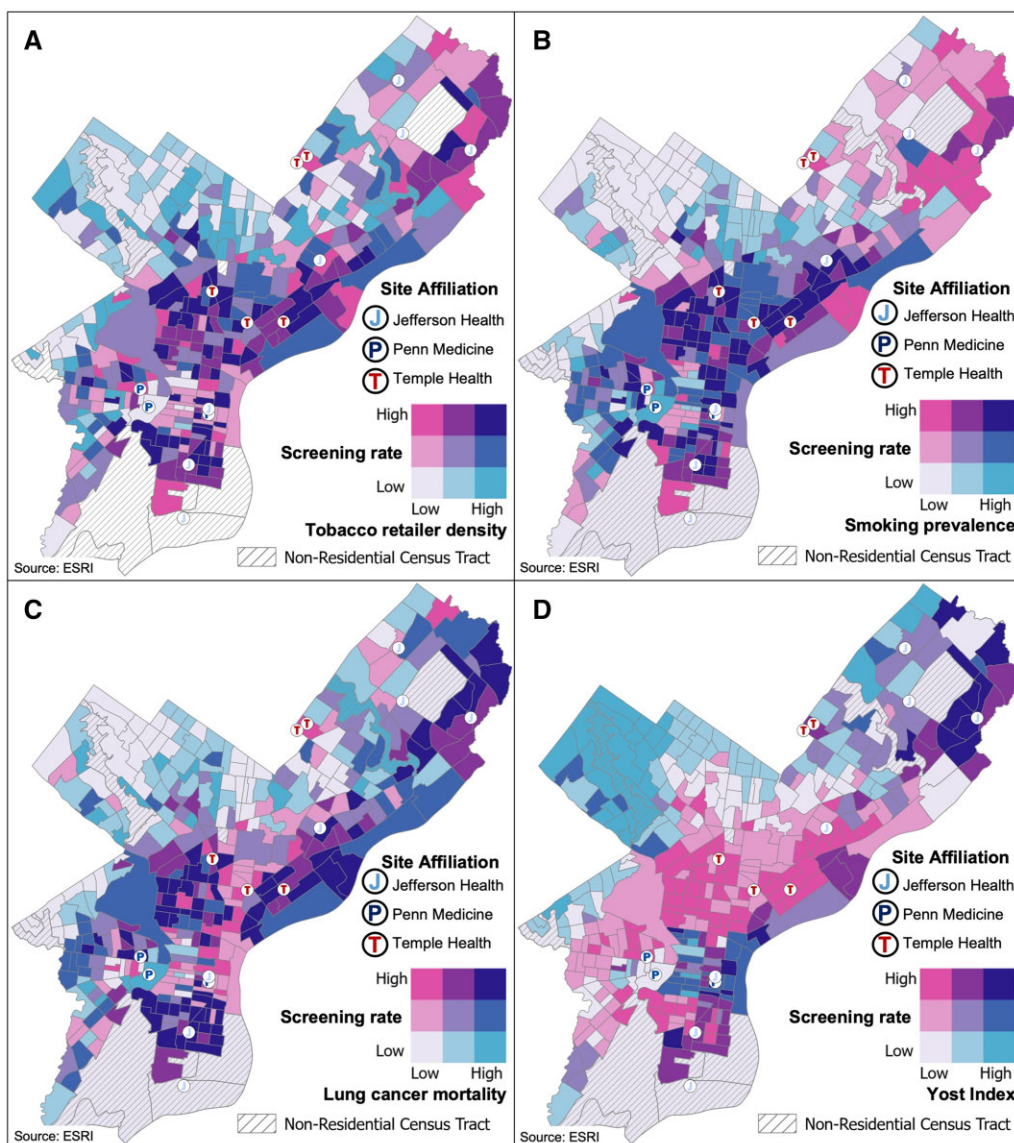 A
J
J
J
T T
J
T
T T
P
P
J
J
J
Site Affiliation
J Jefferson Health
P Penn Medicine
T Temple Health
High
Screening rate
Low
Low High
Tobacco retailer density
Non-Residential Census Tract
Source: ESRI
B
J
J
J
T T
J
T
T T
P
P
J
J
J
Site Affiliation
J Jefferson Health
P Penn Medicine
T Temple Health
High
Screening rate
Low
Low High
Smoking prevalence
Non-Residential Census Tract
Source: ESRI
C
J
J
J
T T
J
T
T T
P
P
J
J
J
Site Affiliation
J Jefferson Health
P Penn Medicine
T Temple Health
High
Screening rate
Low
Low High
Lung cancer mortality
Non-Residential Census Tract
Source: ESRI
D
J
J
J
T T
J
T
T T
P
P
J
J
J
Site Affiliation
J Jefferson Health
P Penn Medicine
T Temple Health
High
Screening rate
Low
Low High
Yost Index
Non-Residential Census Tract
Source: ESRI